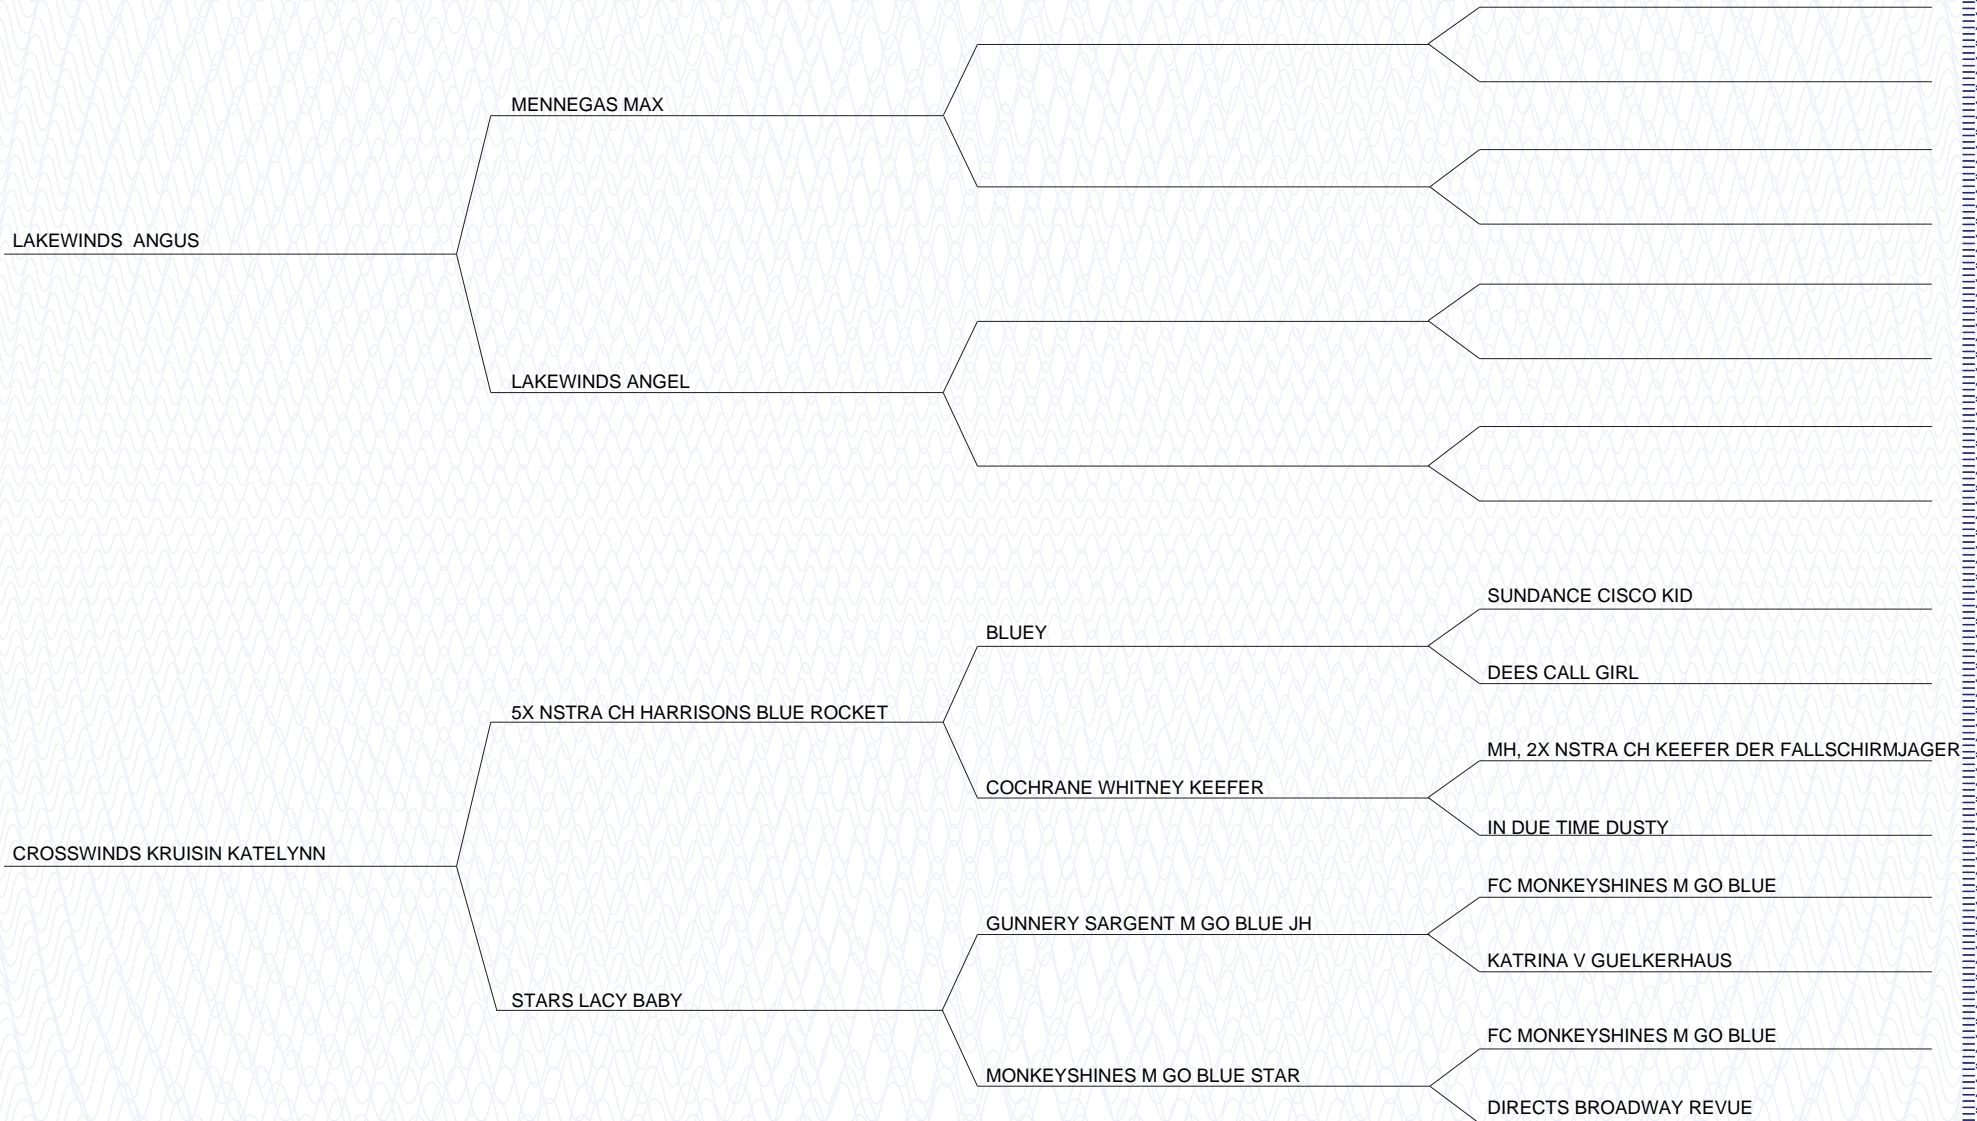 MENNEGAS MAX
LAKEWINDS  ANGUS
LAKEWINDS ANGEL
SUNDANCE CISCO KID
BLUEY
DEES CALL GIRL
5X NSTRA CH HARRISONS BLUE ROCKET
MH, 2X NSTRA CH KEEFER DER FALLSCHIRMJAGER
COCHRANE WHITNEY KEEFER
IN DUE TIME DUSTY
CROSSWINDS KRUISIN KATELYNN
FC MONKEYSHINES M GO BLUE
GUNNERY SARGENT M GO BLUE JH
KATRINA V GUELKERHAUS
STARS LACY BABY
FC MONKEYSHINES M GO BLUE
MONKEYSHINES M GO BLUE STAR
DIRECTS BROADWAY REVUE